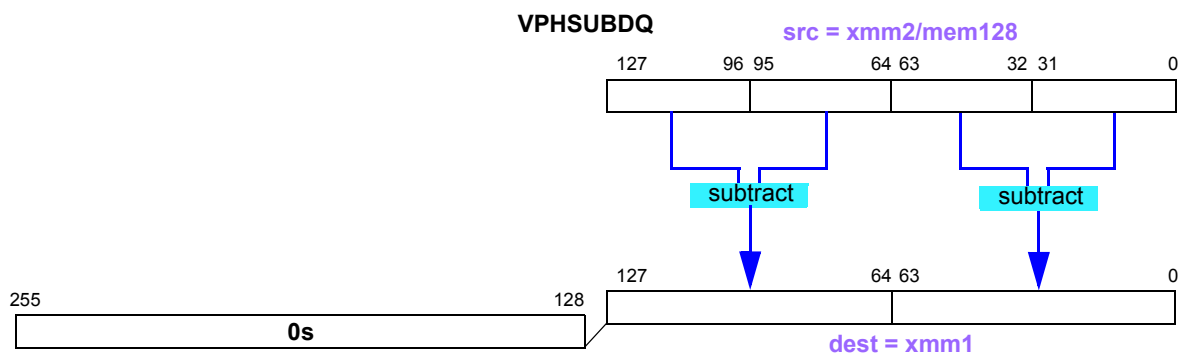 VPHSUBDQ
src = xmm2/mem128
127 96 95 64 63 32 31 0
subtract subtract
127 64 63 0
255 128
0s
dest = xmm1